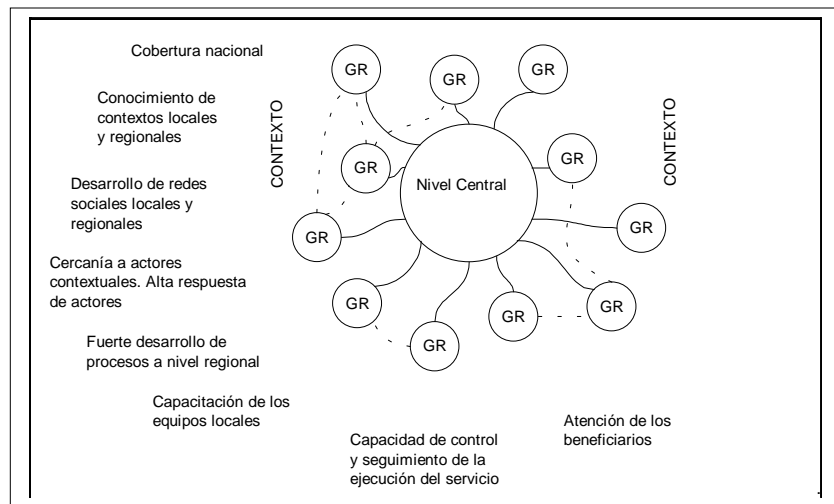 Cobertura nacional
GR
GR
GR
Conocimiento de
contextos locales
y regionales
CONTEXTO
CONTEXTO
GR
GR
Nivel Central
Desarrollo de redes
sociales locales y
regionales
GR
GR
Cercanía a actores
contextuales. Alta respuesta
de actores
GR
GR
GR
GR
Fuerte desarrollo de
procesos a nivel regional
Capacitación de los
equipos locales
Capacidad de control
y seguimiento de la
ejecución del servicio
Atención de los
beneficiarios